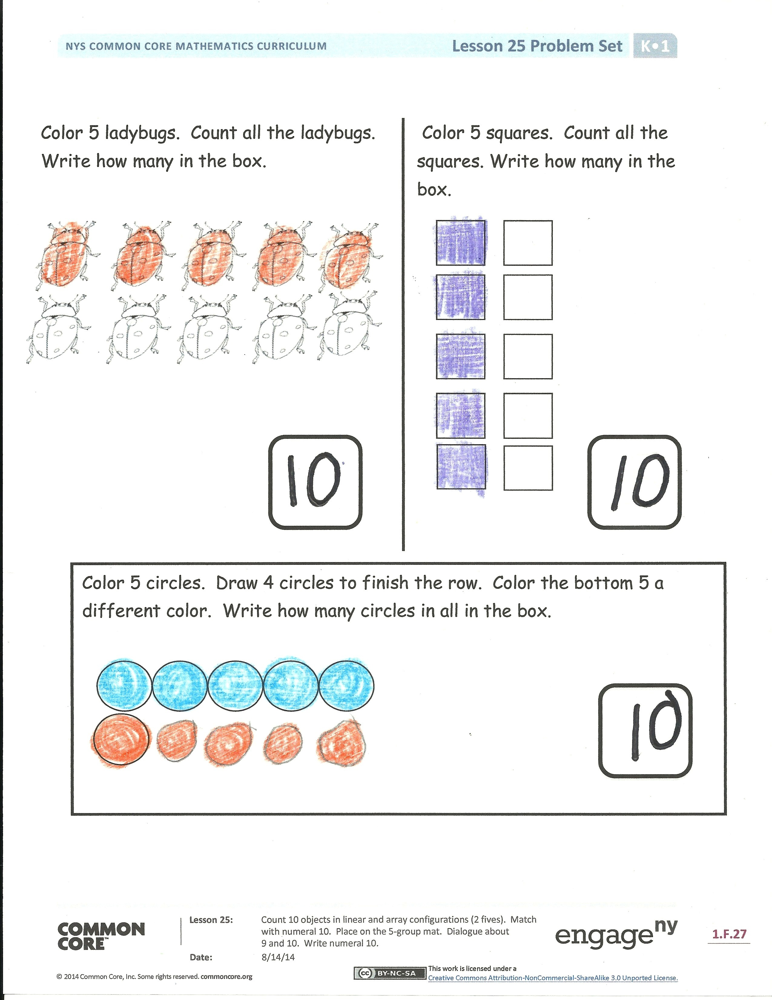 NYS COMMON CORE MATHEMATICS CURRICULUM
Lesson 25 Problem Set
K•1
Color 5 ladybugs.  Count all the ladybugs.
Write how many in the box.
10
Color 5 squares.  Count all the
squares. Write how many in the
box.
10
Color 5 circles.  Draw 4 circles to finish the row.  Color the bottom 5 a
different color.  Write how many circles in all in the box.
10
COMMON
CORE™
Lesson 25:
Count 10 objects in linear and array configurations (2 fives).  Match
with numeral 10.  Place on the 5-group mat.  Dialogue about
9 and 10.  Write numeral 10.
Date:
8/14/14
engage ny
1.F.27
© 2014 Common Core, Inc. Some rights reserved. commoncore.org
cc BY-NC-SA
This work is licensed under a
Creative Commons Attribution-NonCommercial-ShareAlike 3.0 Unported License.